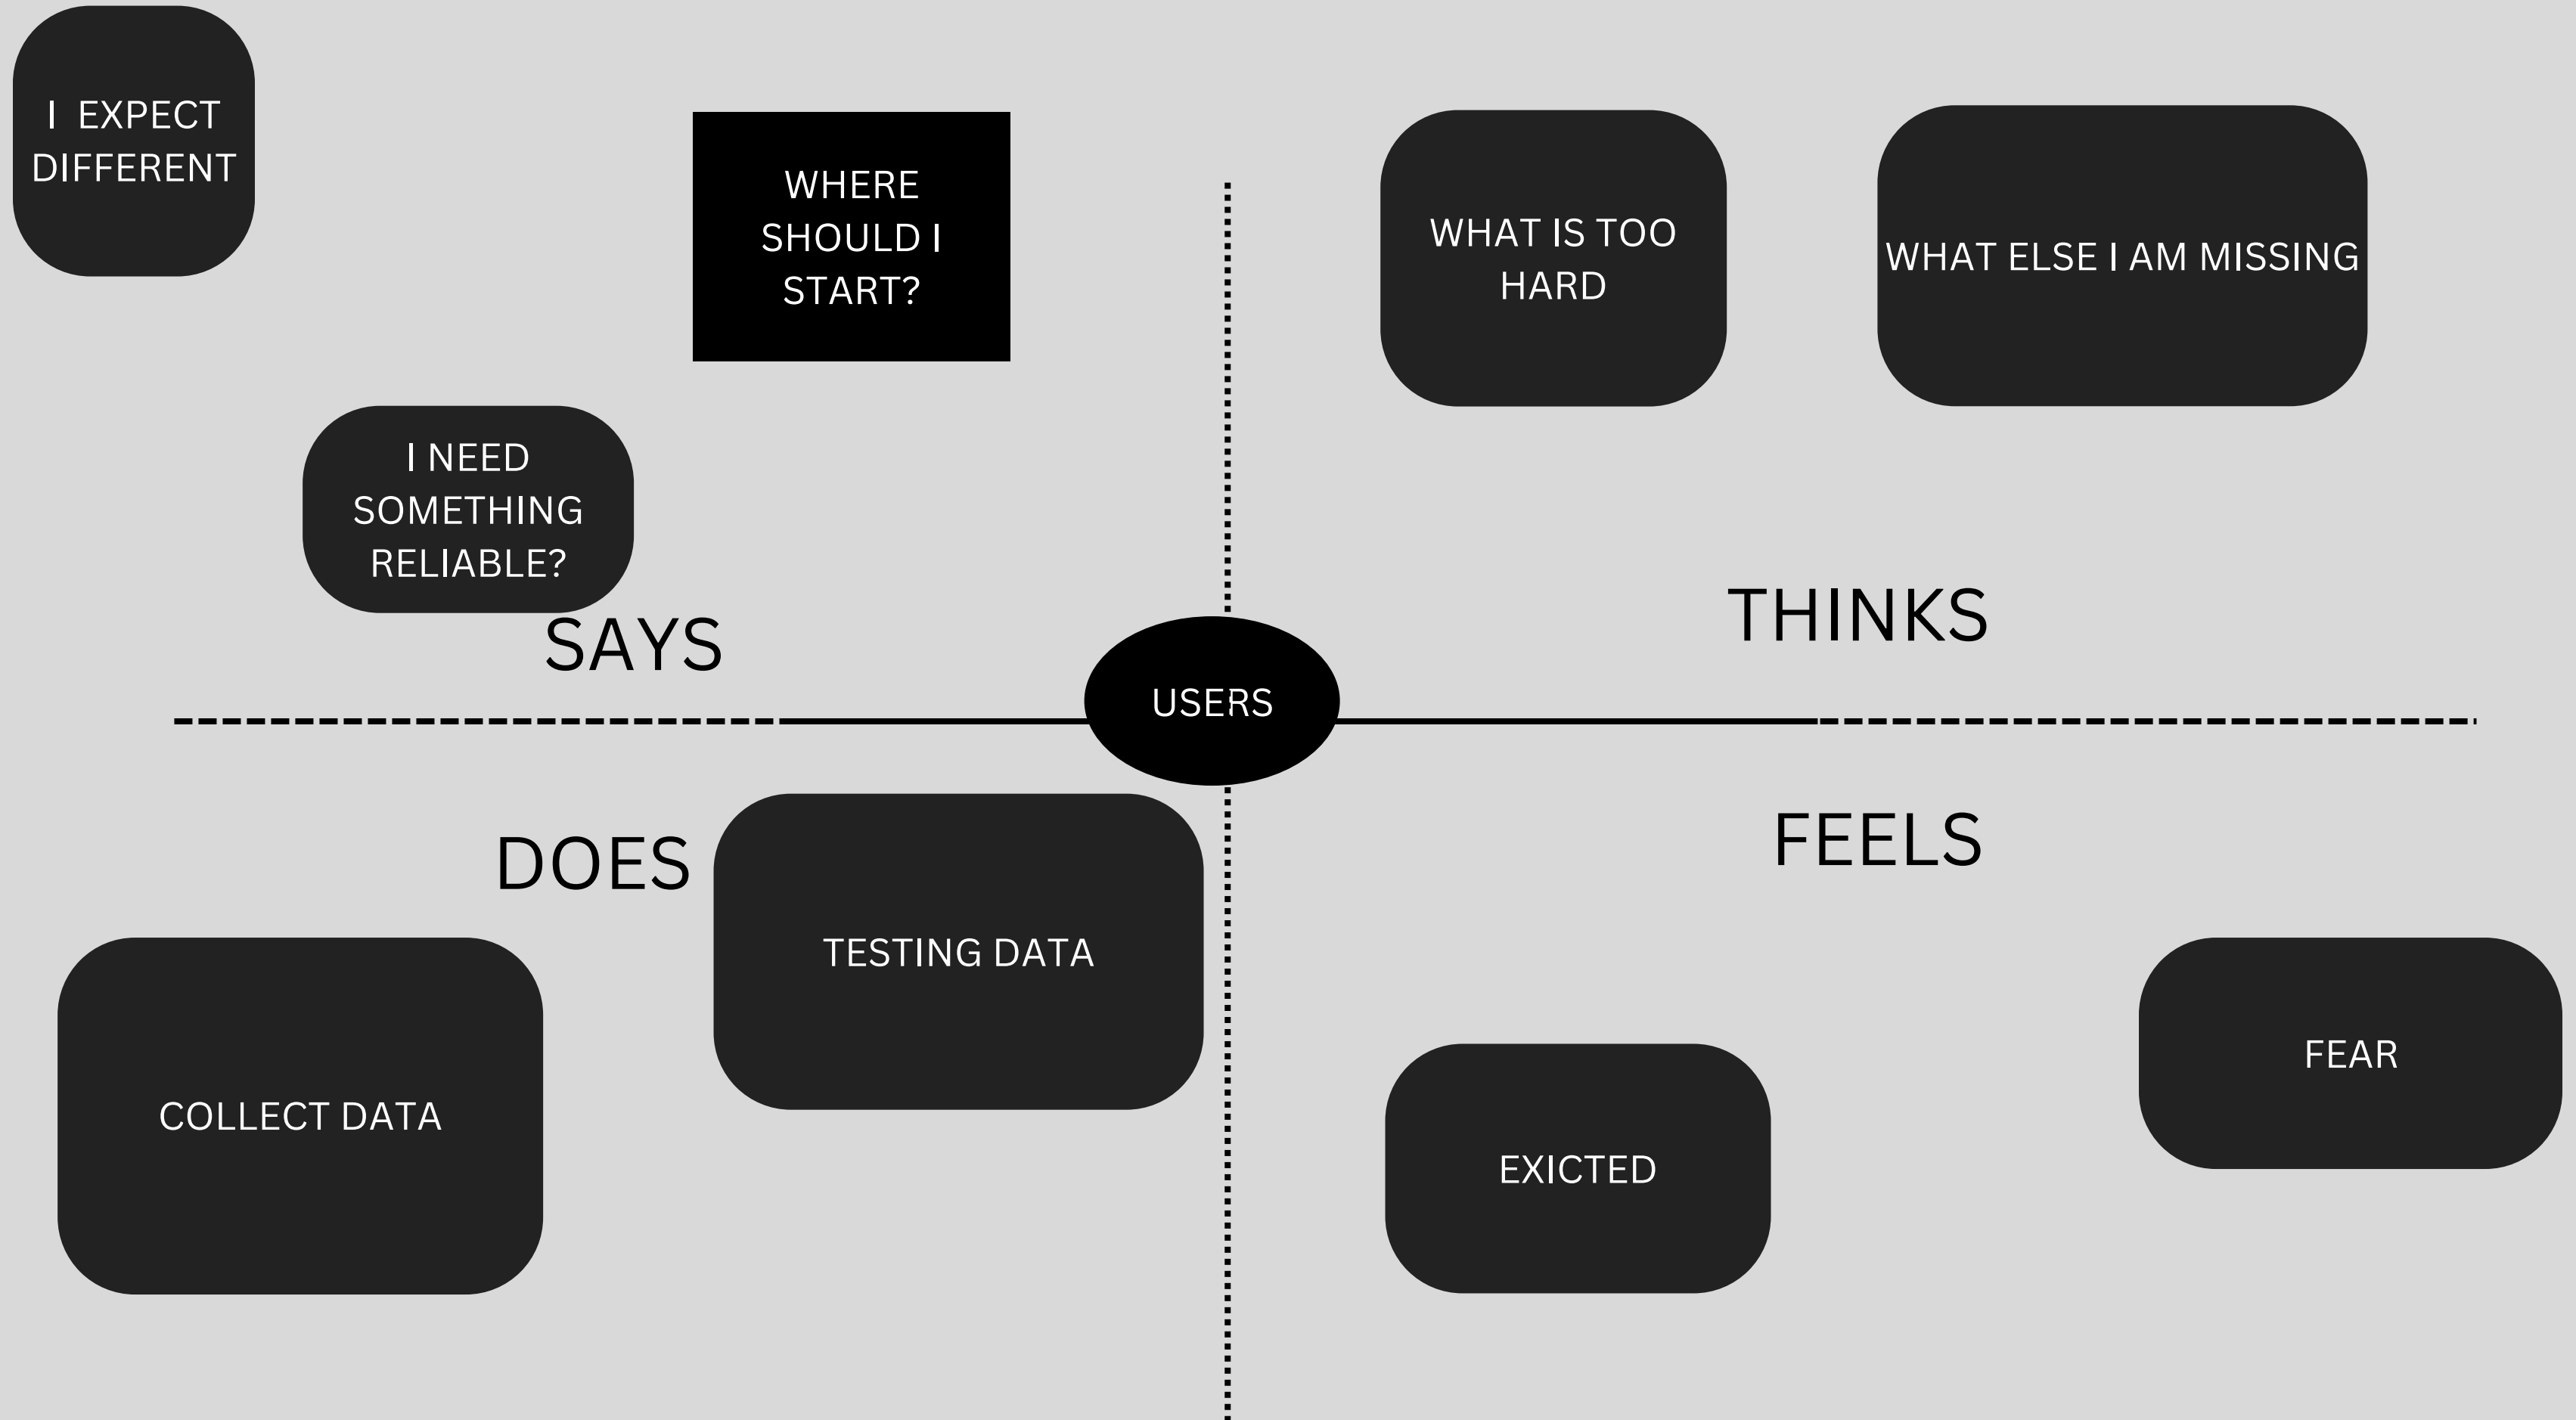 I EXPECT
DIFFERENT
WHERE
SHOULD I
START?
I NEED
SOMETHING
RELIABLE?
SAYS
WHAT IS TOO
HARD
WHAT ELSE I AM MISSING
THINKS
USERS
DOES
TESTING DATA
COLLECT DATA
FEELS
EXICTED
FEAR